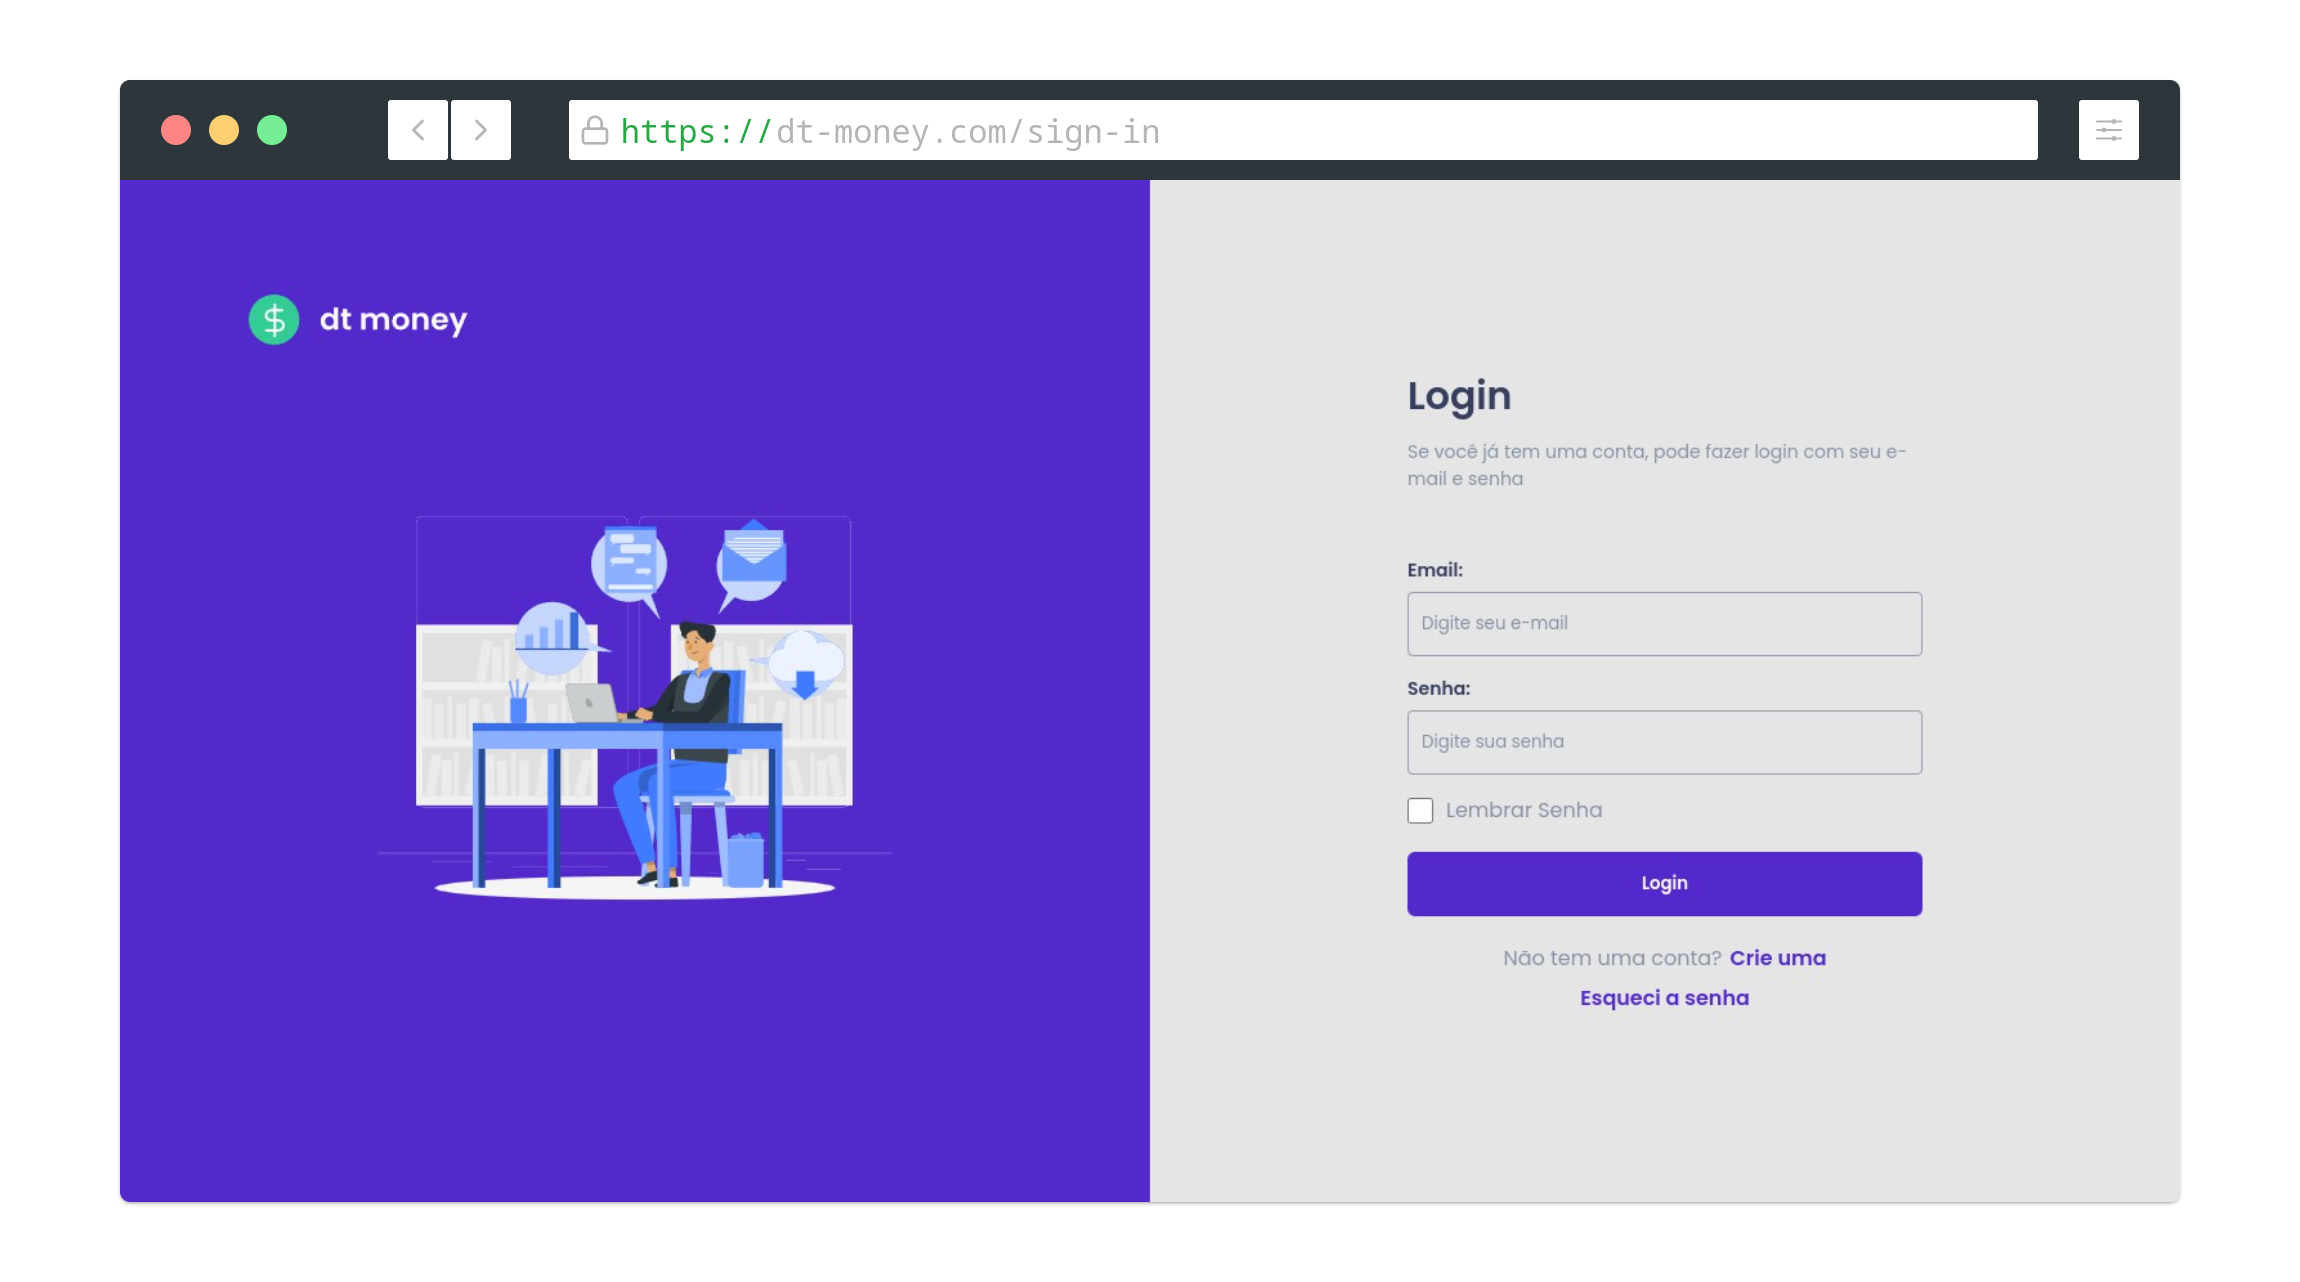 https://dt-money.com/sign-in
dt money
Login
Se você já tem uma conta, pode fazer login com seu e-
mail e senha
Email:
Digite seu e-mail
Senha:
Digite sua senha
Lembrar Senha
Login
Não tem uma conta? Crie uma
Esqueci a senha